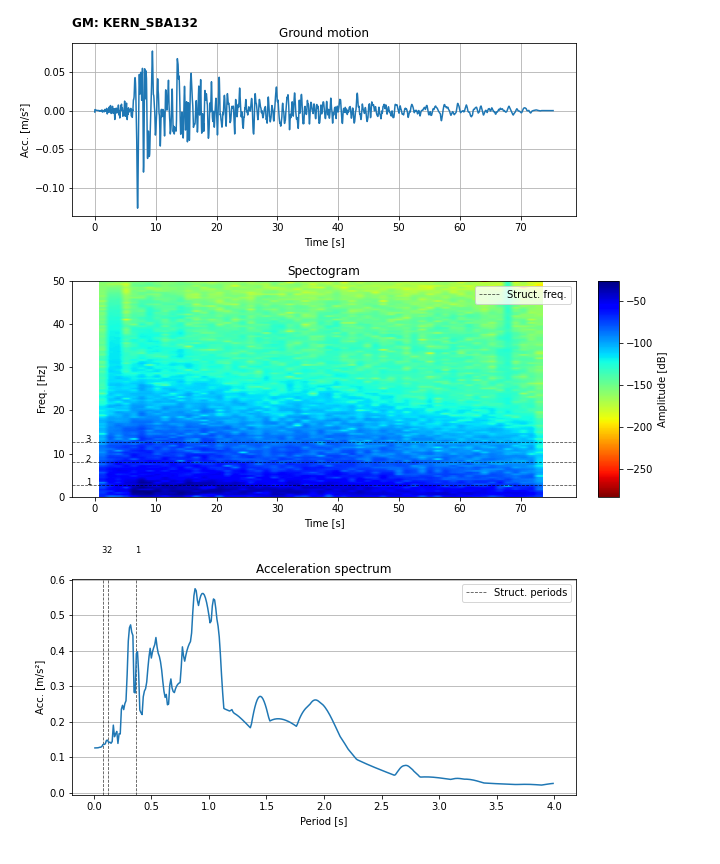 GM: KERN_SBA132
Ground motion
0.05
0.00
−0.05
−0.10
Acc. [m/s²]
0 10 20 30 40 50 60 70
Time [s]
Spectogram
50
40
30
20
10
0
Freq. [Hz]
Struct. freq.
3
2
1
0 10 20 30 40 50 60 70
Time [s]
−50
−100
−150
−200
−250
Amplitude [dB]
32 1
Acceleration spectrum
0.6
0.5
0.4
0.3
0.2
0.1
0.0
Acc. [m/s²]
Struct. periods
0.0 0.5 1.0 1.5 2.0 2.5 3.0 3.5 4.0
Period [s]